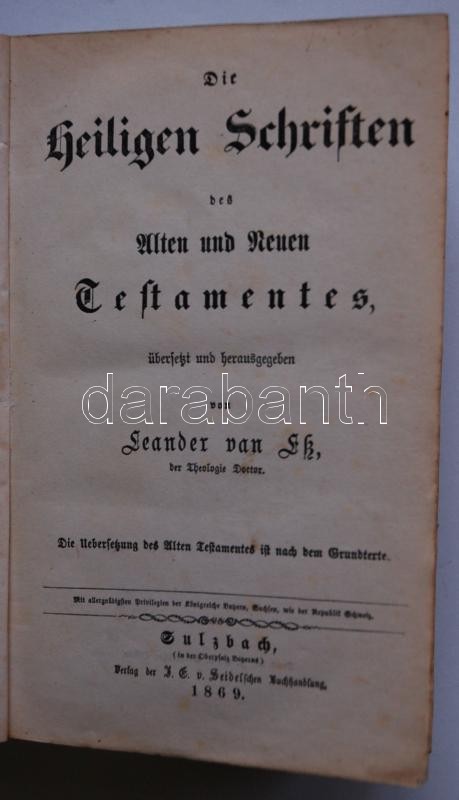 Die
Heiligen Schriften
des
Alten und Neuen
Testamentes,
übersetzt und herausgegeben
von
darabanth
Leander van Eß,
der Theologie Doctor.
Die Uebersetzung des Alten Testamentes ist nach dem Grundterte.
Mit allergnädigsten Privilegien der Königreiche Bayern, Sachsen, wie der Republik Schweiz.
Sulzbach,
(in der Oberpfalz Bayerns)
Verlag der J. E. v. Seidelschen Buchhandlung,
1869.